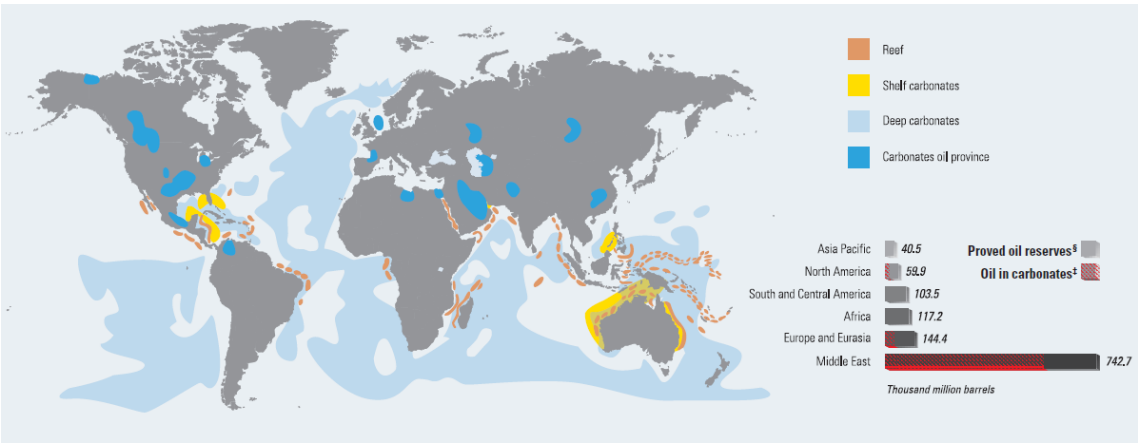 Reef
Shelf carbonates
Deep carbonates
Carbonates oil province
Asia Pacific 40.5 Proved oil reserves§
North America 59.9 Oil in carbonates‡
South and Central America 103.5
Africa 117.2
Europe and Eurasia 144.4
Middle East 742.7
Thousand million barrels